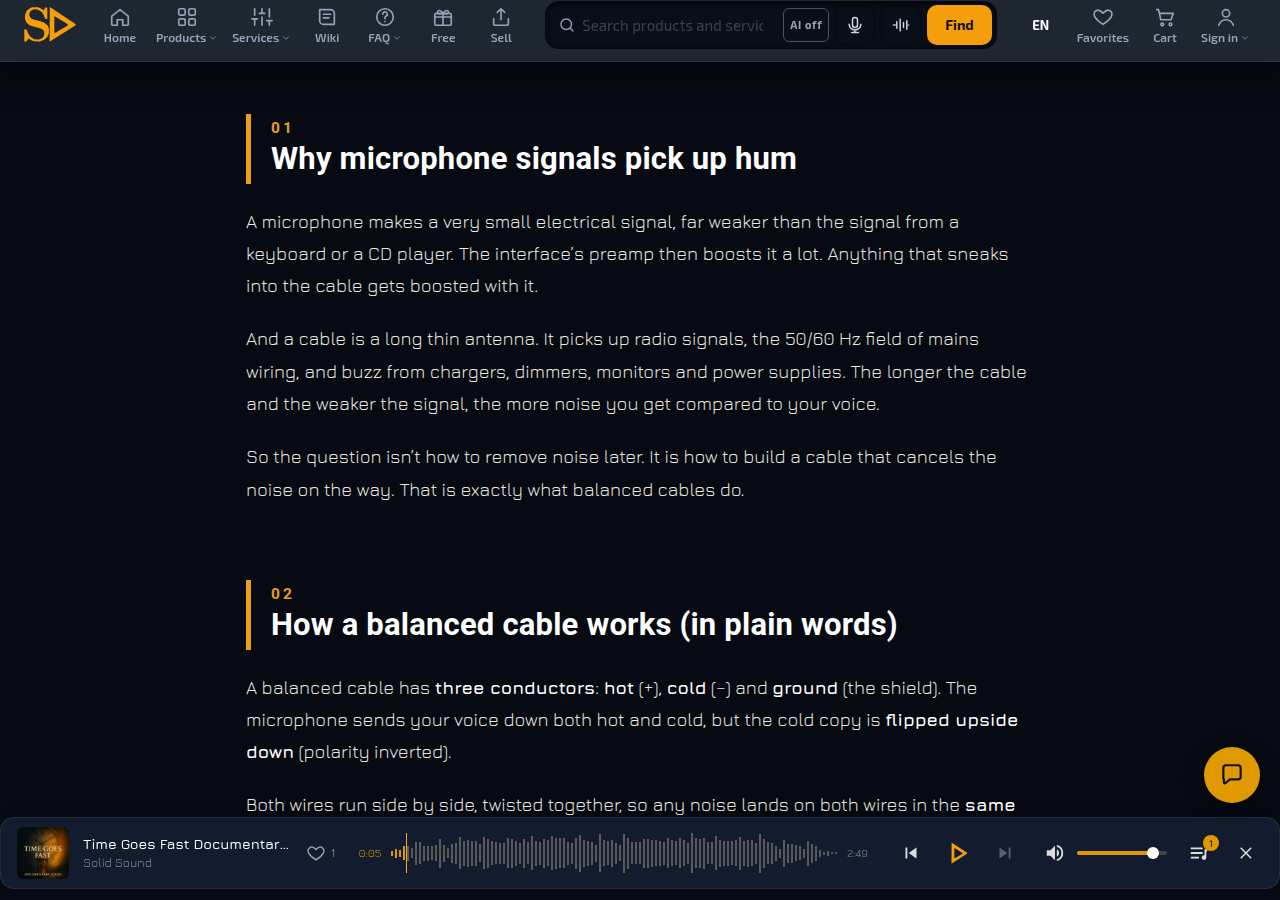 SD
Home
Products
Services
Wiki
FAQ
Free
Sell
Search products and servic
AI off
Find
EN
Favorites
Cart
Sign in
01
Why microphone signals pick up hum
A microphone makes a very small electrical signal, far weaker than the signal from a
keyboard or a CD player. The interface’s preamp then boosts it a lot. Anything that sneaks
into the cable gets boosted with it.
And a cable is a long thin antenna. It picks up radio signals, the 50/60 Hz field of mains
wiring, and buzz from chargers, dimmers, monitors and power supplies. The longer the cable
and the weaker the signal, the more noise you get compared to your voice.
So the question isn’t how to remove noise later. It is how to build a cable that cancels the
noise on the way. That is exactly what balanced cables do.
02
How a balanced cable works (in plain words)
A balanced cable has three conductors: hot (+), cold (−) and ground (the shield). The
microphone sends your voice down both hot and cold, but the cold copy is flipped upside
down (polarity inverted).
Both wires run side by side, twisted together, so any noise lands on both wires in the same
TIME GOES
FAST
Time Goes Fast Documentar...
Solid Sound
1
0:05
2:49
1